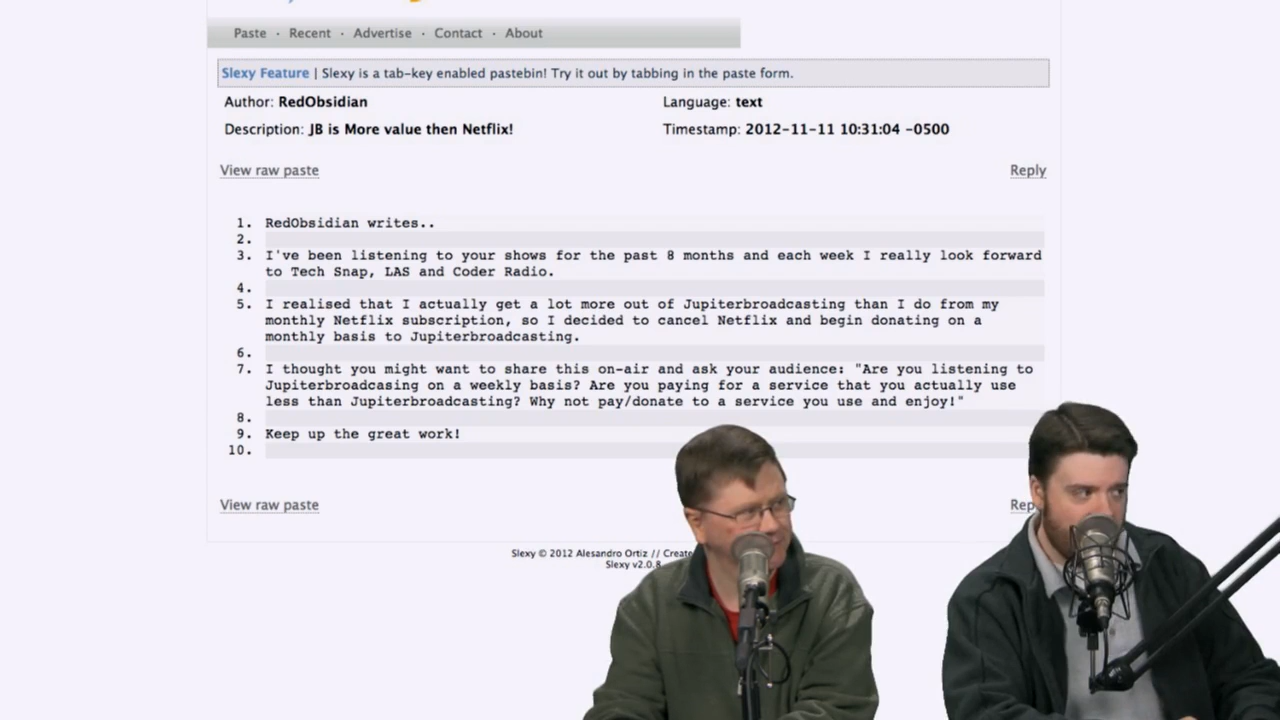 Paste · Recent · Advertise · Contact · About
Slexy Feature | Slexy is a tab-key enabled pastebin! Try it out by tabbing in the paste form.
Author: RedObsidian Language: text
Description: JB is More value then Netflix! Timestamp: 2012-11-11 10:31:04 -0500
View raw paste Reply
1. RedObsidian writes..
2.
3. I've been listening to your shows for the past 8 months and each week I really look forward
to Tech Snap, LAS and Coder Radio.
4.
5. I realised that I actually get a lot more out of Jupiterbroadcasting than I do from my
monthly Netflix subscription, so I decided to cancel Netflix and begin donating on a
monthly basis to Jupiterbroadcasting.
6.
7. I thought you might want to share this on-air and ask your audience: "Are you listening to
Jupiterbroadcasing on a weekly basis? Are you paying for a service that you actually use
less than Jupiterbroadcasting? Why not pay/donate to a service you use and enjoy!"
8.
9. Keep up the great work!
10.
View raw paste Rep
Slexy © 2012 Alesandro Ortiz // Create
Slexy v2.0.8